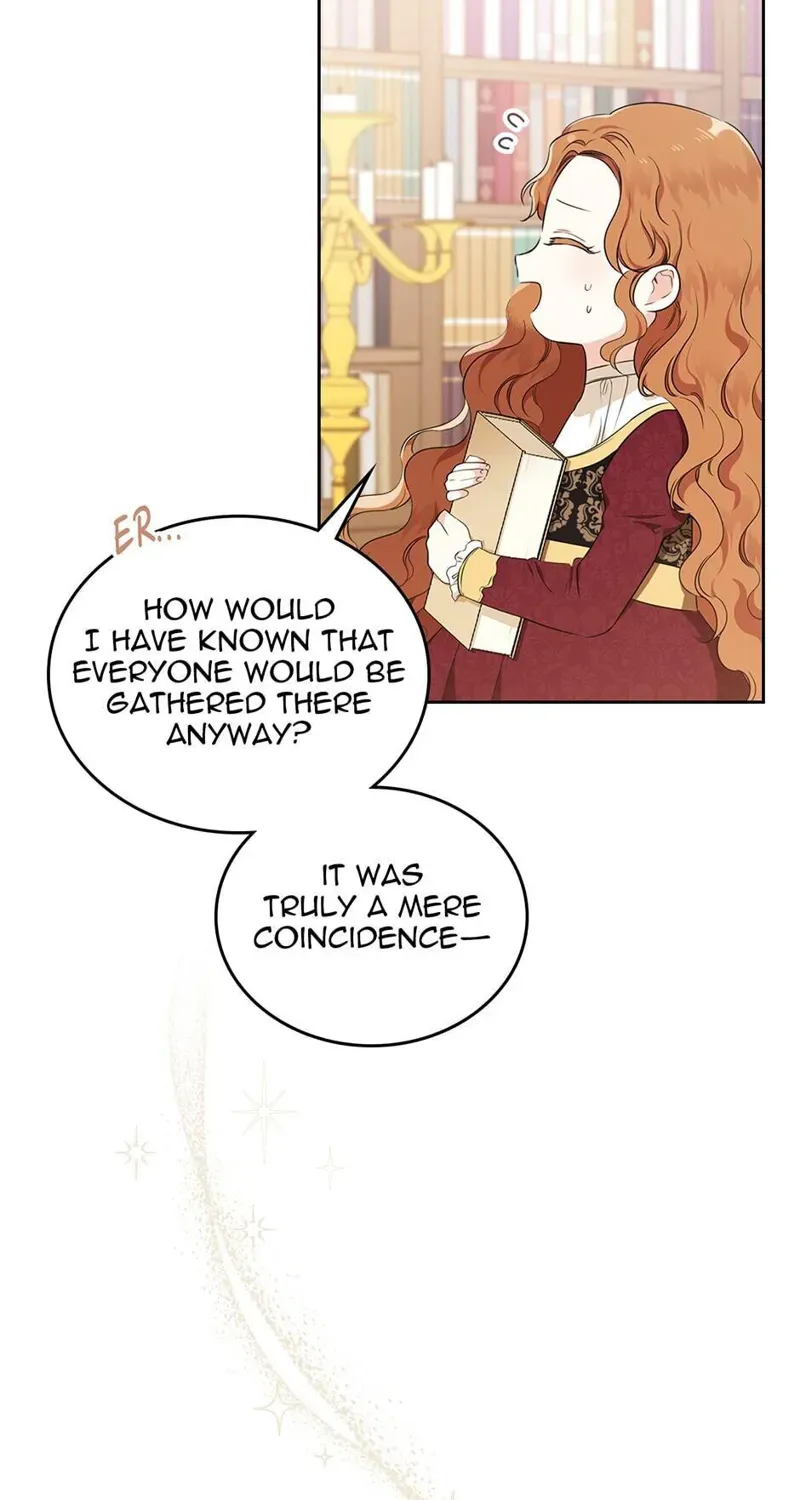 ER...
HOW WOULD
I HAVE KNOWN THAT
EVERYONE WOULD BE
GATHERED THERE
ANYWAY?
IT WAS
TRULY A MERE
COINCIDENCE—